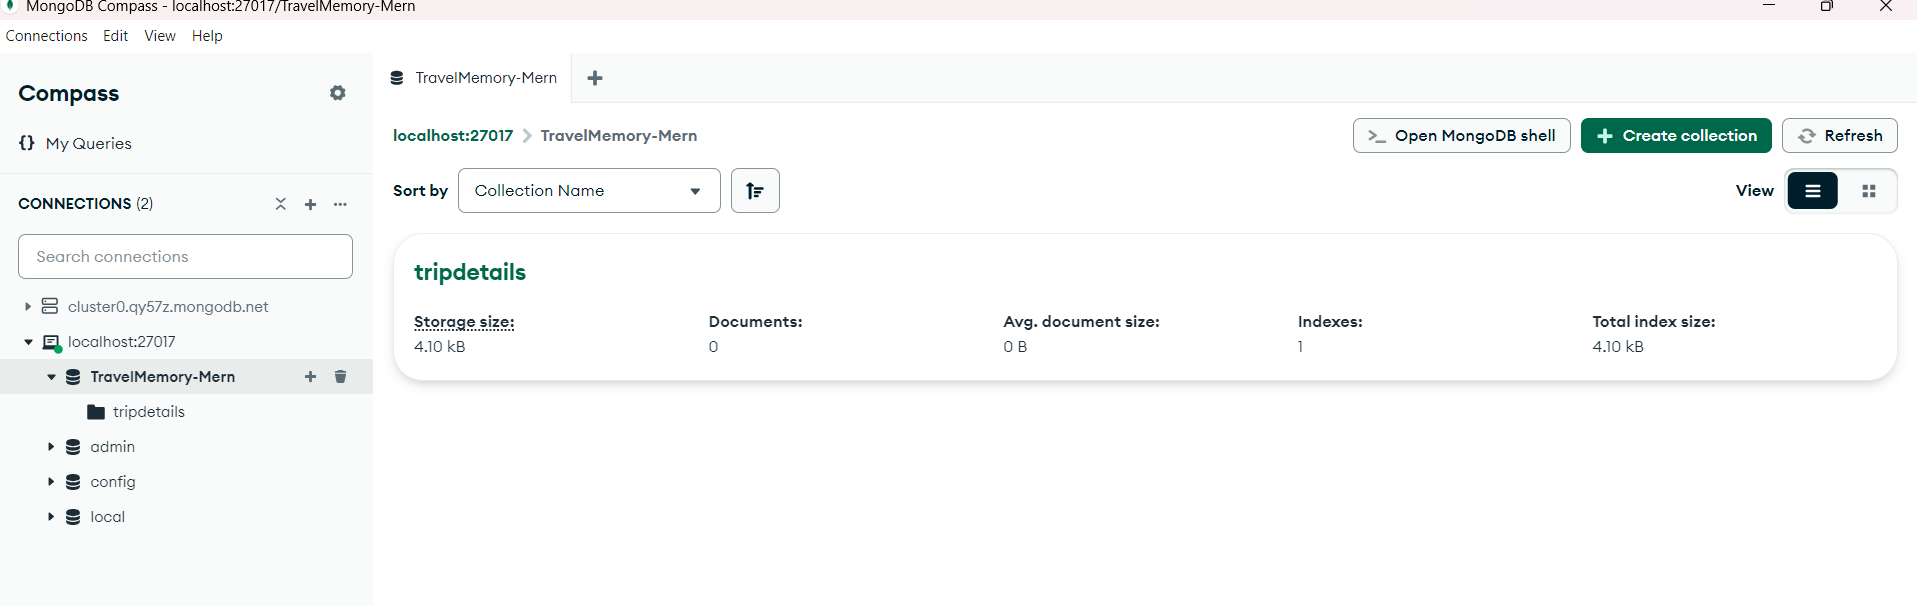 MongoDB Compass - localhost:27017/TravelMemory-Mern
Connections Edit View Help
Compass
{} My Queries
CONNECTIONS (2)
Search connections
cluster0.qy57z.mongodb.net
localhost:27017
TravelMemory-Mern
tripdetails
admin
config
local
TravelMemory-Mern
localhost:27017 > TravelMemory-Mern
>_ Open MongoDB shell
+ Create collection
Refresh
Sort by Collection Name
View
tripdetails
Storage size: Documents: Avg. document size: Indexes: Total index size:
4.10 kB 0 0 B 1 4.10 kB